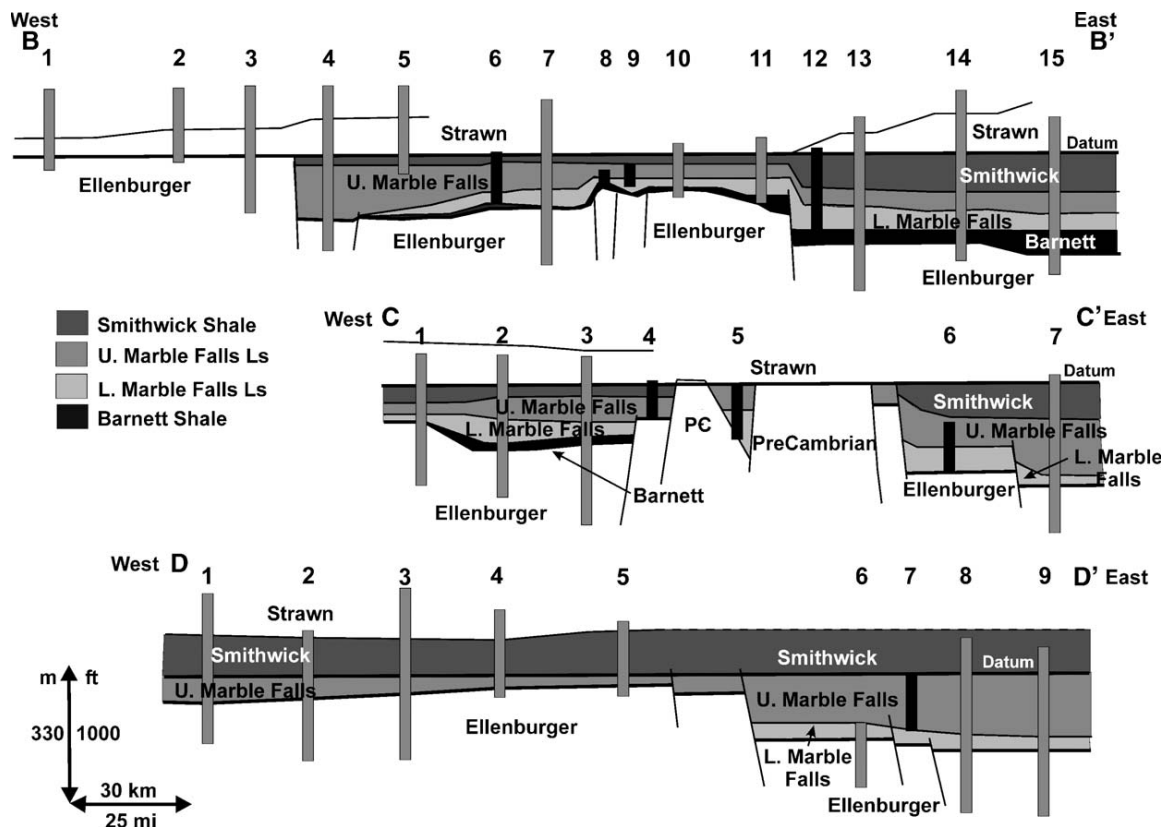 West East
B B'
1 2 3 4 5 6 7 8 9 10 11 12 13 14 15
Strawn Strawn Datum
Ellenburger U. Marble Falls Smithwick
L. Marble Falls
Ellenburger Ellenburger Barnett
Ellenburger
Smithwick Shale
U. Marble Falls Ls
L. Marble Falls Ls
Barnett Shale
West C C' East
1 2 3 4 5 6 7
Strawn Datum
U. Marble Falls Smithwick
L. Marble Falls PЄ PreCambrian U. Marble Falls
L. Marble
Falls
Barnett Ellenburger
Ellenburger
West D D' East
1 2 3 4 5 6 7 8 9
Strawn
Smithwick Smithwick Datum
U. Marble Falls U. Marble Falls
Ellenburger
L. Marble
Falls
Ellenburger
m ft
330 1000
30 km
25 mi